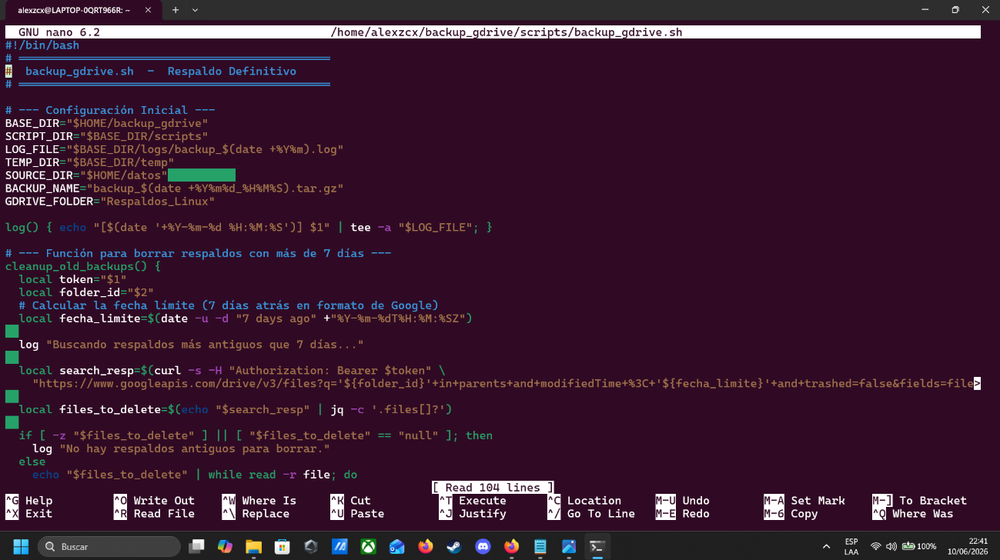 alexzcx@LAPTOP-0QRT966R: ~
GNU nano 6.2 /home/alexzcx/backup_gdrive/scripts/backup_gdrive.sh
#!/bin/bash
# ══════════════════════════════════════════════
#  backup_gdrive.sh  —  Respaldo Definitivo
# ══════════════════════════════════════════════
# --- Configuración Inicial ---
BASE_DIR="$HOME/backup_gdrive"
SCRIPT_DIR="$BASE_DIR/scripts"
LOG_FILE="$BASE_DIR/logs/backup_$(date +%Y%m).log"
TEMP_DIR="$BASE_DIR/temp"
SOURCE_DIR="$HOME/datos"
BACKUP_NAME="backup_$(date +%Y%m%d_%H%M%S).tar.gz"
GDRIVE_FOLDER="Respaldos_Linux"
log() { echo "[$(date '+%Y-%m-%d %H:%M:%S')] $1" | tee -a "$LOG_FILE"; }
# --- Función para borrar respaldos con más de 7 días ---
cleanup_old_backups() {
  local token="$1"
  local folder_id="$2"
  # Calcular la fecha límite (7 días atrás en formato de Google)
  local fecha_limite=$(date -u -d "7 days ago" +"%Y-%m-%dT%H:%M:%SZ")
  log "Buscando respaldos más antiguos que 7 días..."
  local search_resp=$(curl -s -H "Authorization: Bearer $token" \
    "https://www.googleapis.com/drive/v3/files?q='${folder_id}'+in+parents+and+modifiedTime+%3C+'${fecha_limite}'+and+trashed=false&fields=file>
  local files_to_delete=$(echo "$search_resp" | jq -c '.files[]?')
  if [ -z "$files_to_delete" ] || [ "$files_to_delete" == "null" ]; then
    log "No hay respaldos antiguos para borrar."
  else
    echo "$files_to_delete" | while read -r file; do
[ Read 104 lines ]
^G Help ^O Write Out ^W Where Is ^K Cut ^T Execute ^C Location M-U Undo M-A Set Mark M-] To Bracket
^X Exit ^R Read File ^\ Replace ^U Paste ^J Justify ^/ Go To Line M-E Redo M-6 Copy ^Q Where Was
Buscar
ESP
LAA
100%
22:41
10/06/2026